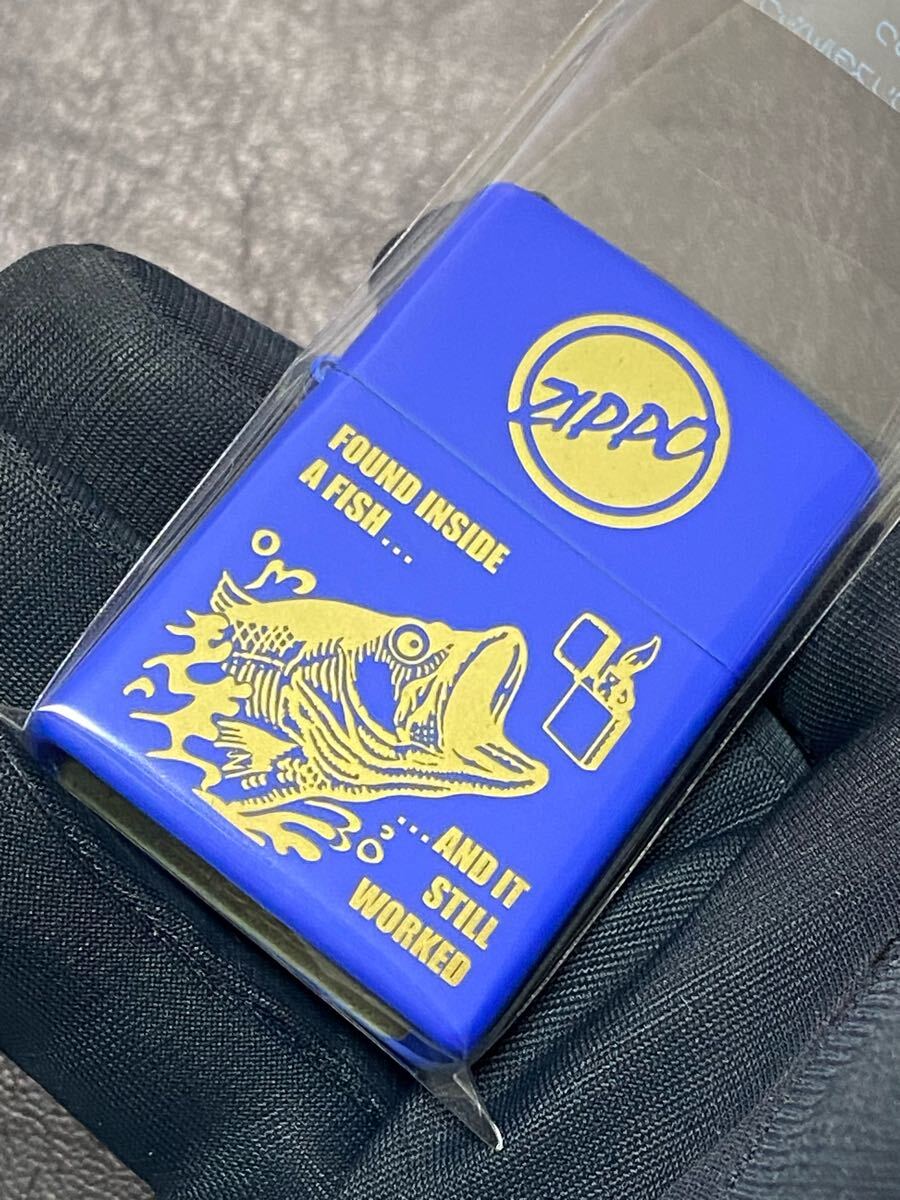 ZIPPO
FOUND INSIDE
A FISH...
...AND IT
STILL
WORKED